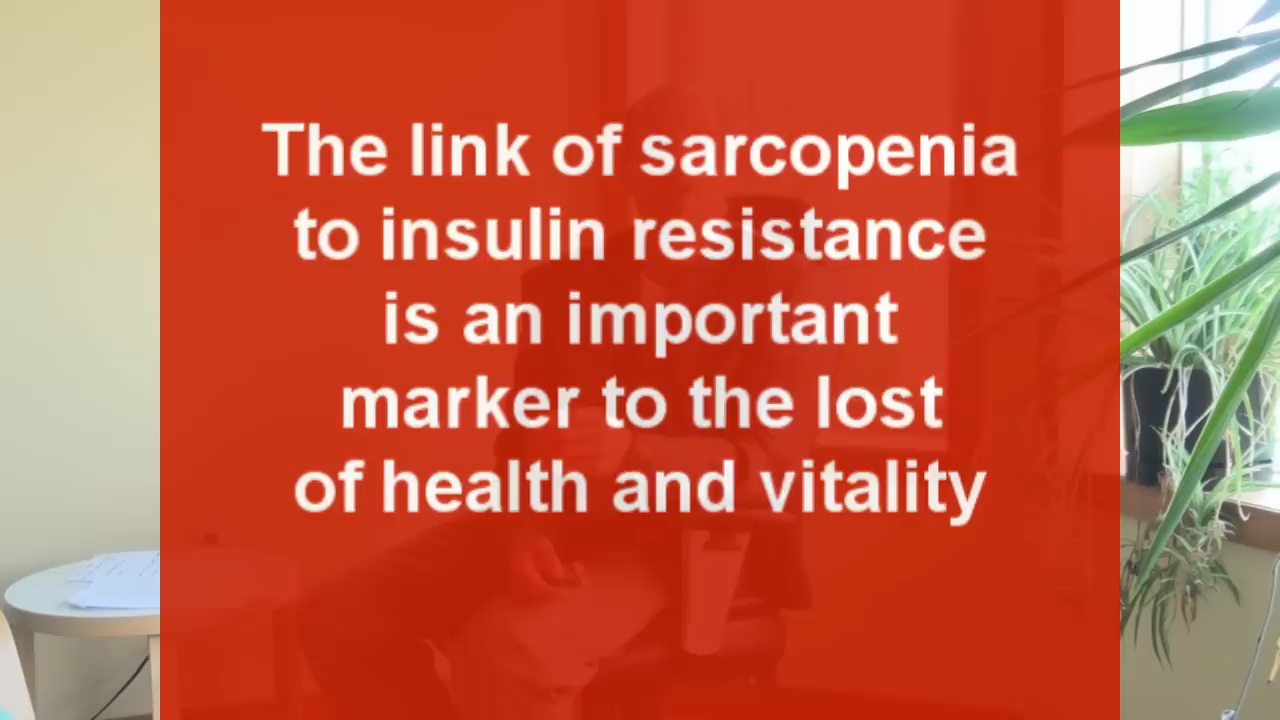 The link of sarcopenia
to insulin resistance
is an important
marker to the lost
of health and vitality